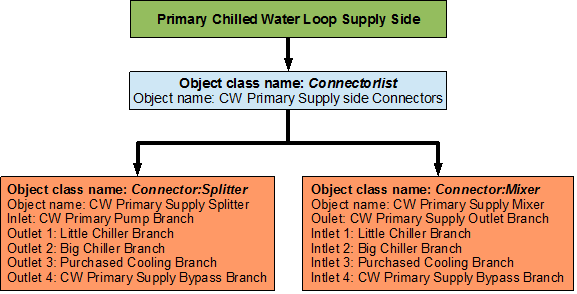 Primary Chilled Water Loop Supply Side
Object class name: Connectorlist
Object name: CW Primary Supply side Connectors
Object class name: Connector:Splitter
Object name: CW Primary Supply Splitter
Inlet: CW Primary Pump Branch
Outlet 1: Little Chiller Branch
Outlet 2: Big Chiller Branch
Outlet 3: Purchased Cooling Branch
Outlet 4: CW Primary Supply Bypass Branch
Object class name: Connector:Mixer
Object name: CW Primary Supply Mixer
Oulet: CW Primary Supply Outlet Branch
Intlet 1: Little Chiller Branch
Intlet 2: Big Chiller Branch
Intlet 3: Purchased Cooling Branch
Intlet 4: CW Primary Supply Bypass Branch